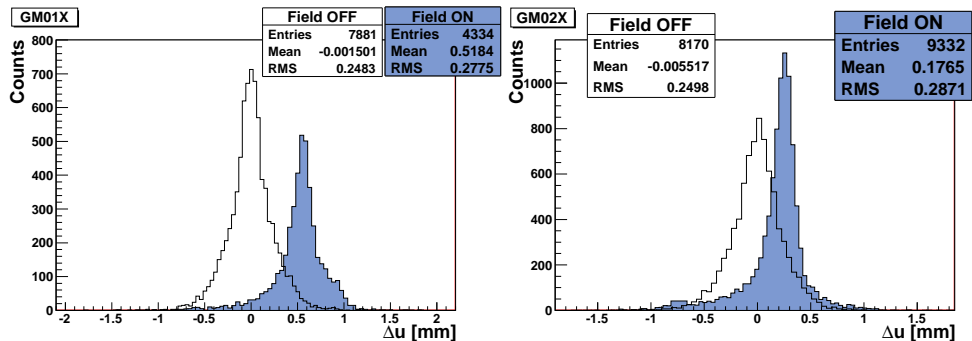 GM01X
Field OFF
Entries 7881
Mean -0.001501
RMS 0.2483
Field ON
Entries 4334
Mean 0.5184
RMS 0.2775
Counts
800
700
600
500
400
300
200
100
0
-2 -1.5 -1 -0.5 0 0.5 1 1.5 2
Δu [mm]
GM02X
Field OFF
Entries 8170
Mean -0.005517
RMS 0.2498
Field ON
Entries 9332
Mean 0.1765
RMS 0.2871
Counts
1000
800
600
400
200
0
-1.5 -1 -0.5 0 0.5 1 1.5
Δu [mm]